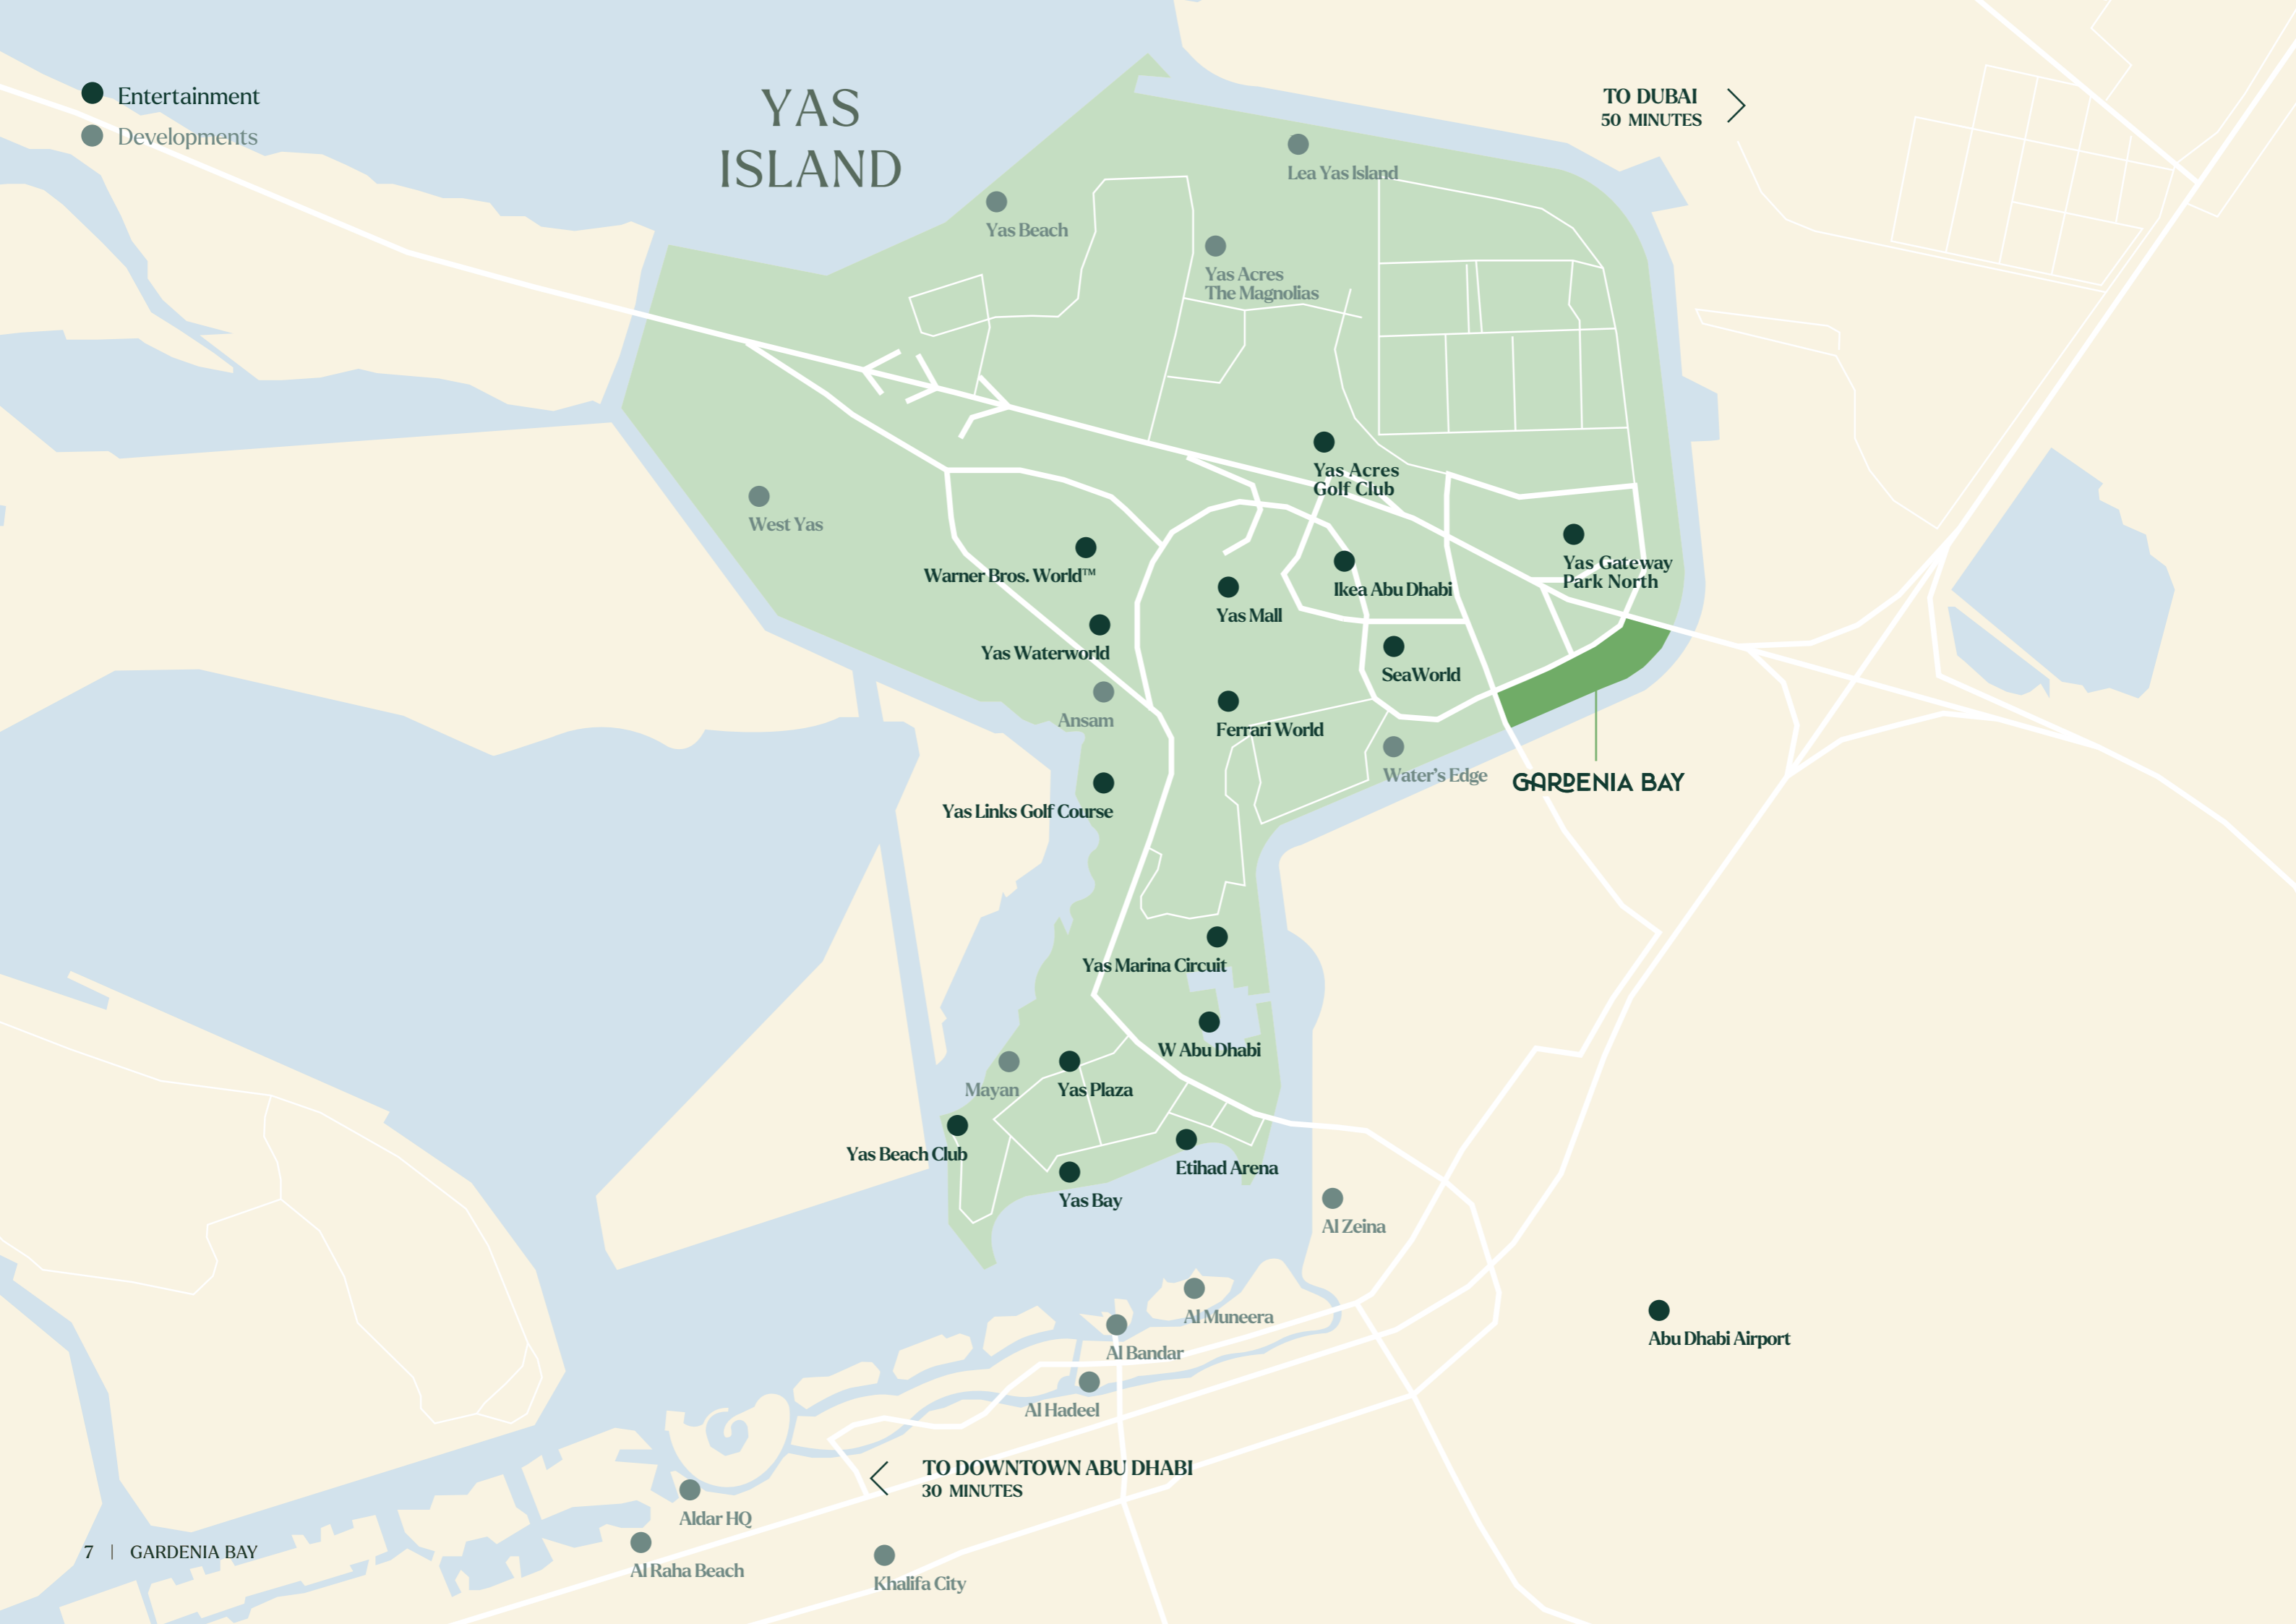 Entertainment
Developments
YAS
ISLAND
TO DUBAI
50 MINUTES
Lea Yas Island
Yas Beach
Yas Acres
The Magnolias
Yas Acres
Golf Club
West Yas
Yas Gateway
Park North
Warner Bros. World™
Ikea Abu Dhabi
Yas Mall
Yas Waterworld
SeaWorld
Ansam
Ferrari World
Water's Edge
GARDENIA BAY
Yas Links Golf Course
Yas Marina Circuit
W Abu Dhabi
Mayan
Yas Plaza
Yas Beach Club
Etihad Arena
Yas Bay
Al Zeina
Al Muneera
Abu Dhabi Airport
Al Bandar
Al Hadeel
TO DOWNTOWN ABU DHABI
30 MINUTES
Aldar HQ
Al Raha Beach
Khalifa City
7 | GARDENIA BAY